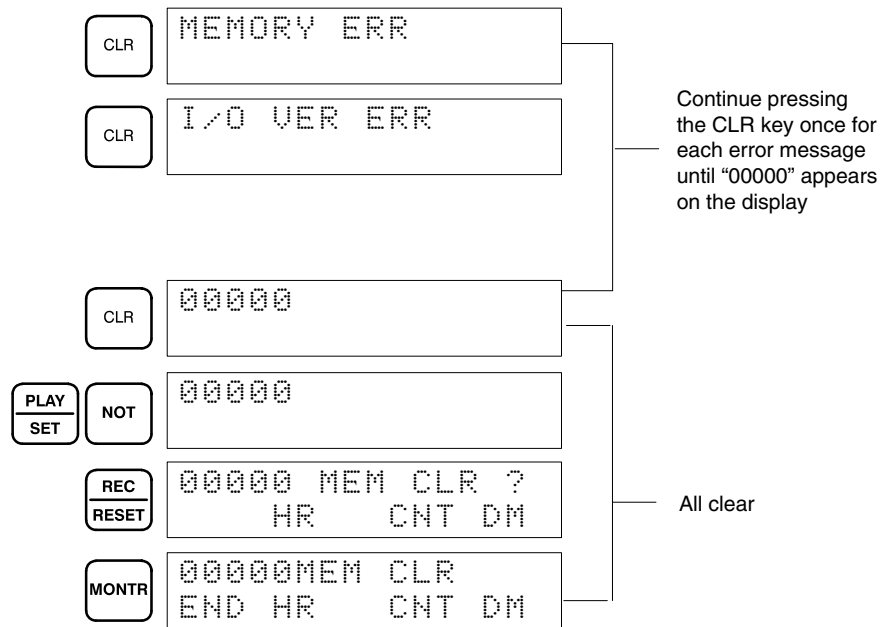 CLR
MEMORY ERR
CLR
I/O VER ERR
Continue pressing
the CLR key once for
each error message
until “00000” appears
on the display
CLR
00000
PLAY
SET
NOT
00000
REC
RESET
00000 MEM CLR ?
HR CNT DM
All clear
MONTR
00000MEM CLR
END HR CNT DM